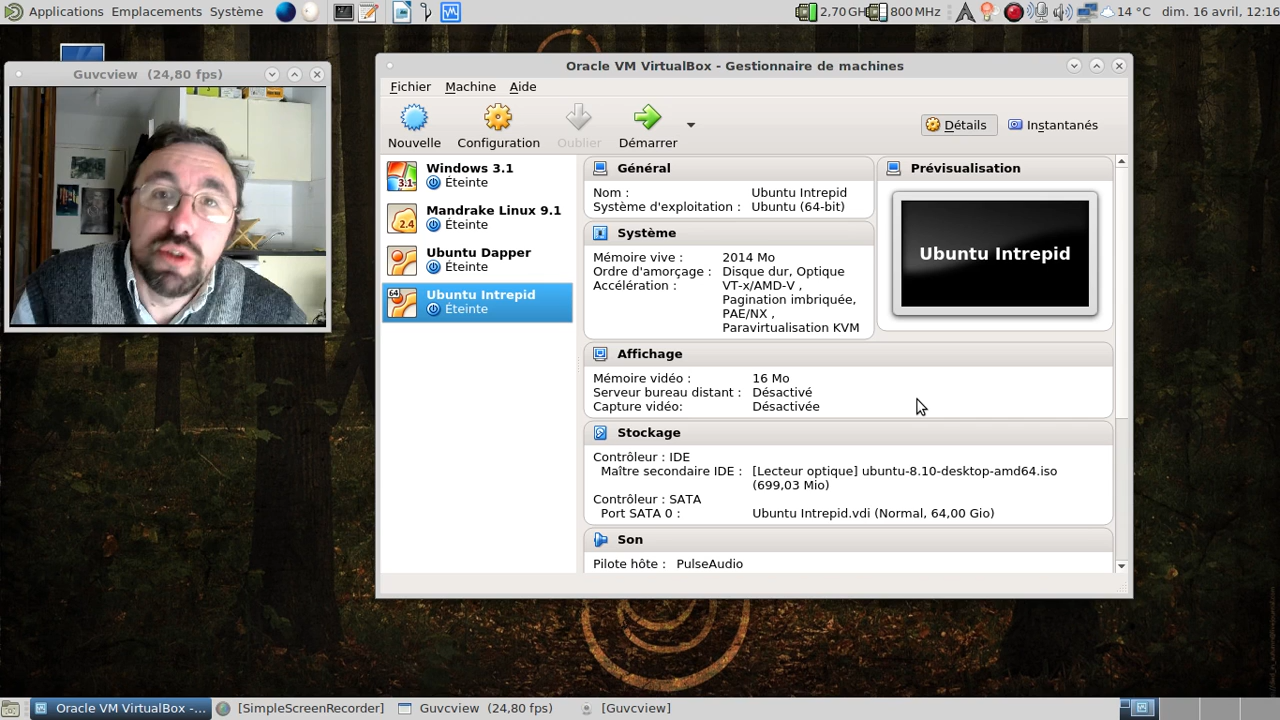 Applications Emplacements Système 2,70 GH 800 MHz 14 °C dim. 16 avril, 12:16
Guvcview (24,80 fps)
Oracle VM VirtualBox - Gestionnaire de machines
Fichier Machine Aide
Nouvelle Configuration Oublier Démarrer Détails Instantanés
Windows 3.1
3.1
Éteinte
Mandrake Linux 9.1
2.4
Éteinte
Ubuntu Dapper
Éteinte
64
Ubuntu Intrepid
Éteinte
Général
Nom : Ubuntu Intrepid
Système d'exploitation : Ubuntu (64-bit)
Prévisualisation
Ubuntu Intrepid
Système
Mémoire vive : 2014 Mo
Ordre d'amorçage : Disque dur, Optique
Accélération : VT-x/AMD-V ,
Pagination imbriquée,
PAE/NX ,
Paravirtualisation KVM
Affichage
Mémoire vidéo : 16 Mo
Serveur bureau distant : Désactivé
Capture vidéo: Désactivée
Stockage
Contrôleur : IDE
Maître secondaire IDE : [Lecteur optique] ubuntu-8.10-desktop-amd64.iso
(699,03 Mio)
Contrôleur : SATA
Port SATA 0 : Ubuntu Intrepid.vdi (Normal, 64,00 Gio)
Son
Pilote hôte : PulseAudio
Oracle VM VirtualBox -... [SimpleScreenRecorder] Guvcview (24,80 fps) [Guvcview]